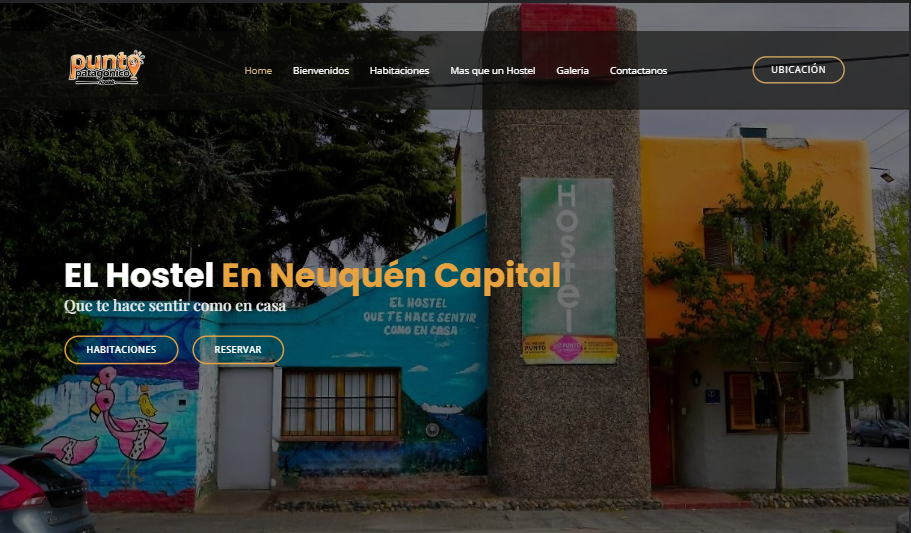 punto
patagónico
Home
Bienvenidos
Habitaciones
Mas que un Hostel
Galeria
Contactanos
UBICACIÓN
HOSTel
EL Hostel En Neuquén Capital
Que te hace sentir como en casa
EL HOSTEL
QUE TE HACE SENTIR
COMO EN CASA
HABITACIONES
RESERVAR
PUNTO